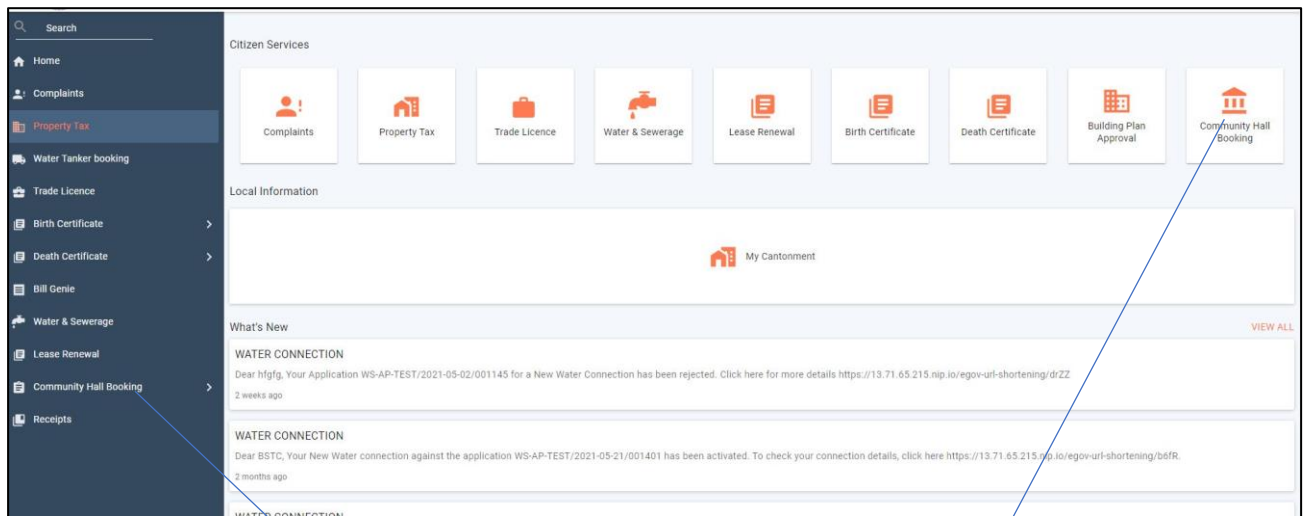 Search
Home
Complaints
Property Tax
Water Tanker booking
Trade Licence
Birth Certificate
Death Certificate
Bill Genie
Water & Sewerage
Lease Renewal
Community Hall Booking
Receipts
Citizen Services
Complaints
Property Tax
Trade Licence
Water & Sewerage
Lease Renewal
Birth Certificate
Death Certificate
Building Plan
Approval
Community Hall
Booking
Local Information
My Cantonment
What's New
VIEW ALL
WATER CONNECTION
Dear hfgfg, Your Application WS-AP-TEST/2021-05-02/001145 for a New Water Connection has been rejected. Click here for more details https://13.71.65.215.nip.io/egov-url-shortening/drZZ
2 weeks ago
WATER CONNECTION
Dear BSTC, Your New Water connection against the application WS-AP-TEST/2021-05-21/001401 has been activated. To check your connection details, click here https://13.71.65.215.nip.io/egov-url-shortening/b6fR.
2 months ago
WATER CONNECTION